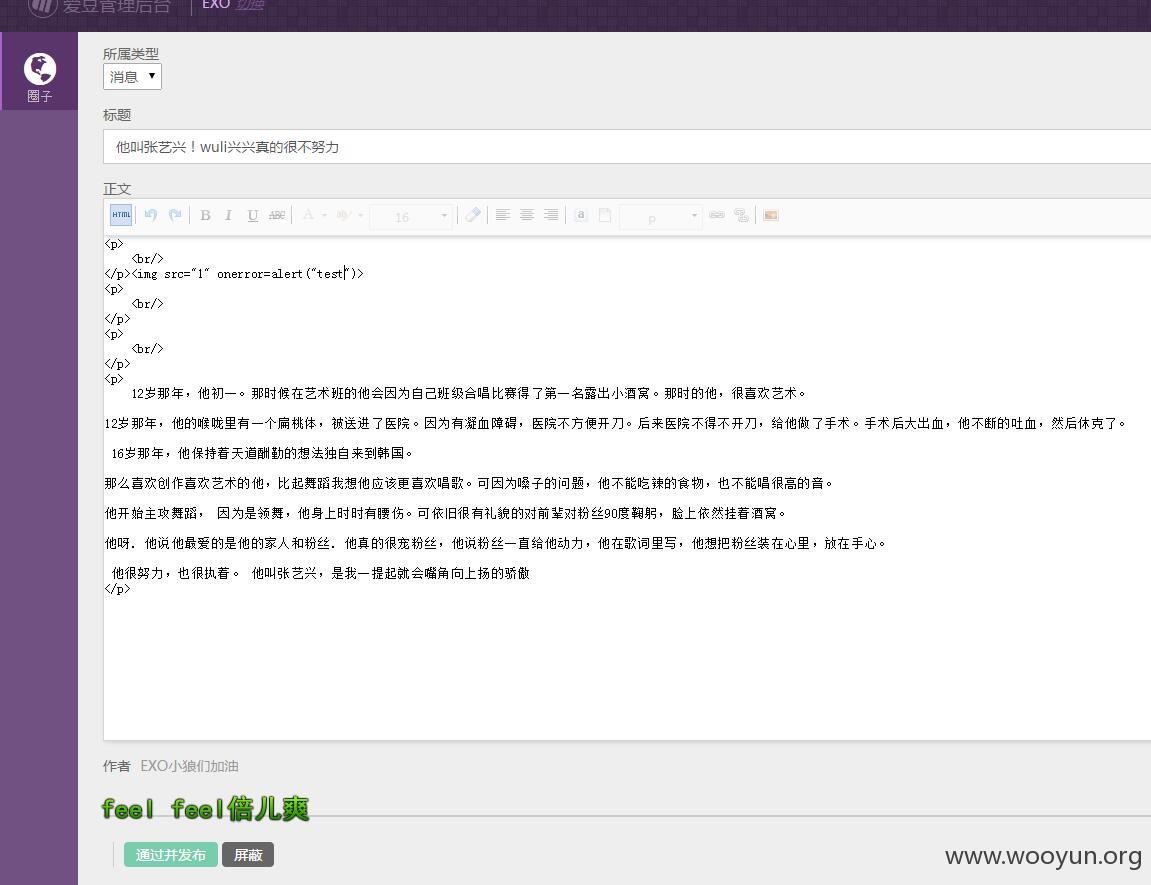 爱豆管理后台 EXO 切换
圈子
所属类型
消息
标题
他叫张艺兴！wuli兴兴真的很不努力
正文
HTML B I U ABC A ab 16 a p
<p>
<br/>
</p><img src="1" onerror=alert("test")>
<p>
<br/>
</p>
<p>
<br/>
</p>
<p>
12岁那年，他初一。那时候在艺术班的他会因为自己班级合唱比赛得了第一名露出小酒窝。那时的他，很喜欢艺术。
12岁那年，他的喉咙里有一个扁桃体，被送进了医院。因为有凝血障碍，医院不方便开刀。后来医院不得不开刀，给他做了手术。手术后大出血，他不断的吐血，然后休克了。
16岁那年，他保持着天道酬勤的想法独自来到韩国。
那么喜欢创作喜欢艺术的他，比起舞蹈我想他应该更喜欢唱歌。可因为嗓子的问题，他不能吃辣的食物，也不能唱很高的音。
他开始主攻舞蹈， 因为是领舞，他身上时时有腰伤。可依旧很有礼貌的对前辈对粉丝90度鞠躬，脸上依然挂着酒窝。
他呀．他说他最爱的是他的家人和粉丝．他真的很宠粉丝，他说粉丝一直给他动力，他在歌词里写，他想把粉丝装在心里，放在手心。
他很努力，也很执着。 他叫张艺兴，是我一提起就会嘴角向上扬的骄傲
</p>
作者 EXO小狼们加油
feel feel倍儿爽
通过并发布 屏蔽
www.wooyun.org